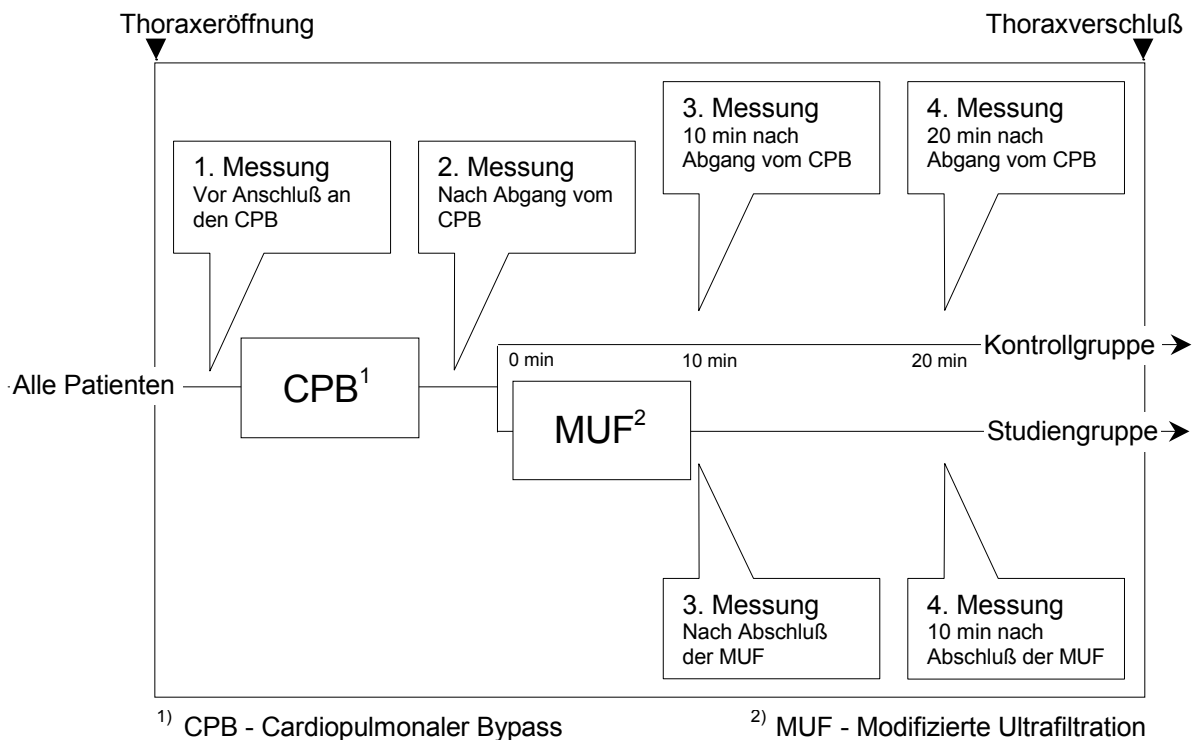 Thoraxeröffnung
Thoraxverschluß
1. Messung
Vor Anschluß an
den CPB
2. Messung
Nach Abgang vom
CPB
3. Messung
10 min nach
Abgang vom CPB
4. Messung
20 min nach
Abgang vom CPB
Alle Patienten
CPB¹
0 min
10 min
20 min
Kontrollgruppe
MUF²
Studiengruppe
3. Messung
Nach Abschluß
der MUF
4. Messung
10 min nach
Abschluß der MUF
¹⁾ CPB - Cardiopulmonaler Bypass
²⁾ MUF - Modifizierte Ultrafiltration